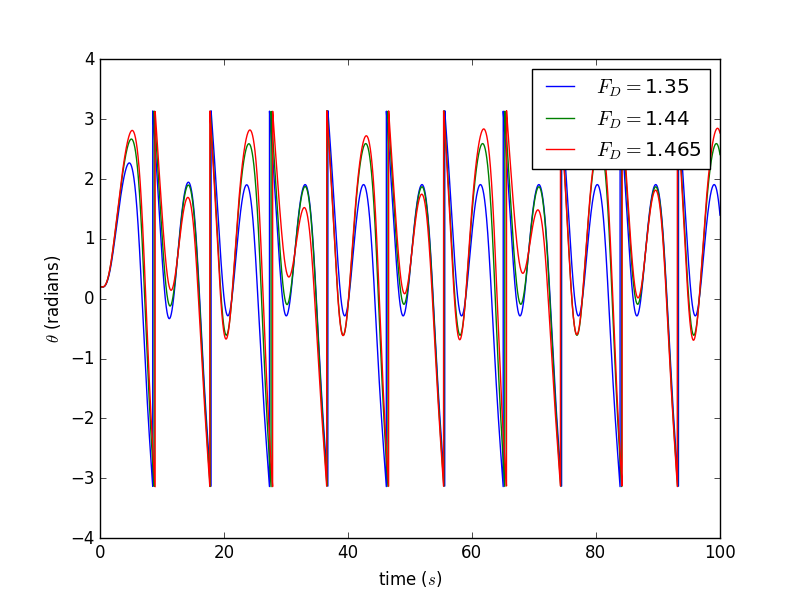 4
3
2
1
0
−1
−2
−3
−4
θ (radians)
0 20 40 60 80 100
time (s)
F_D = 1.35
F_D = 1.44
F_D = 1.465